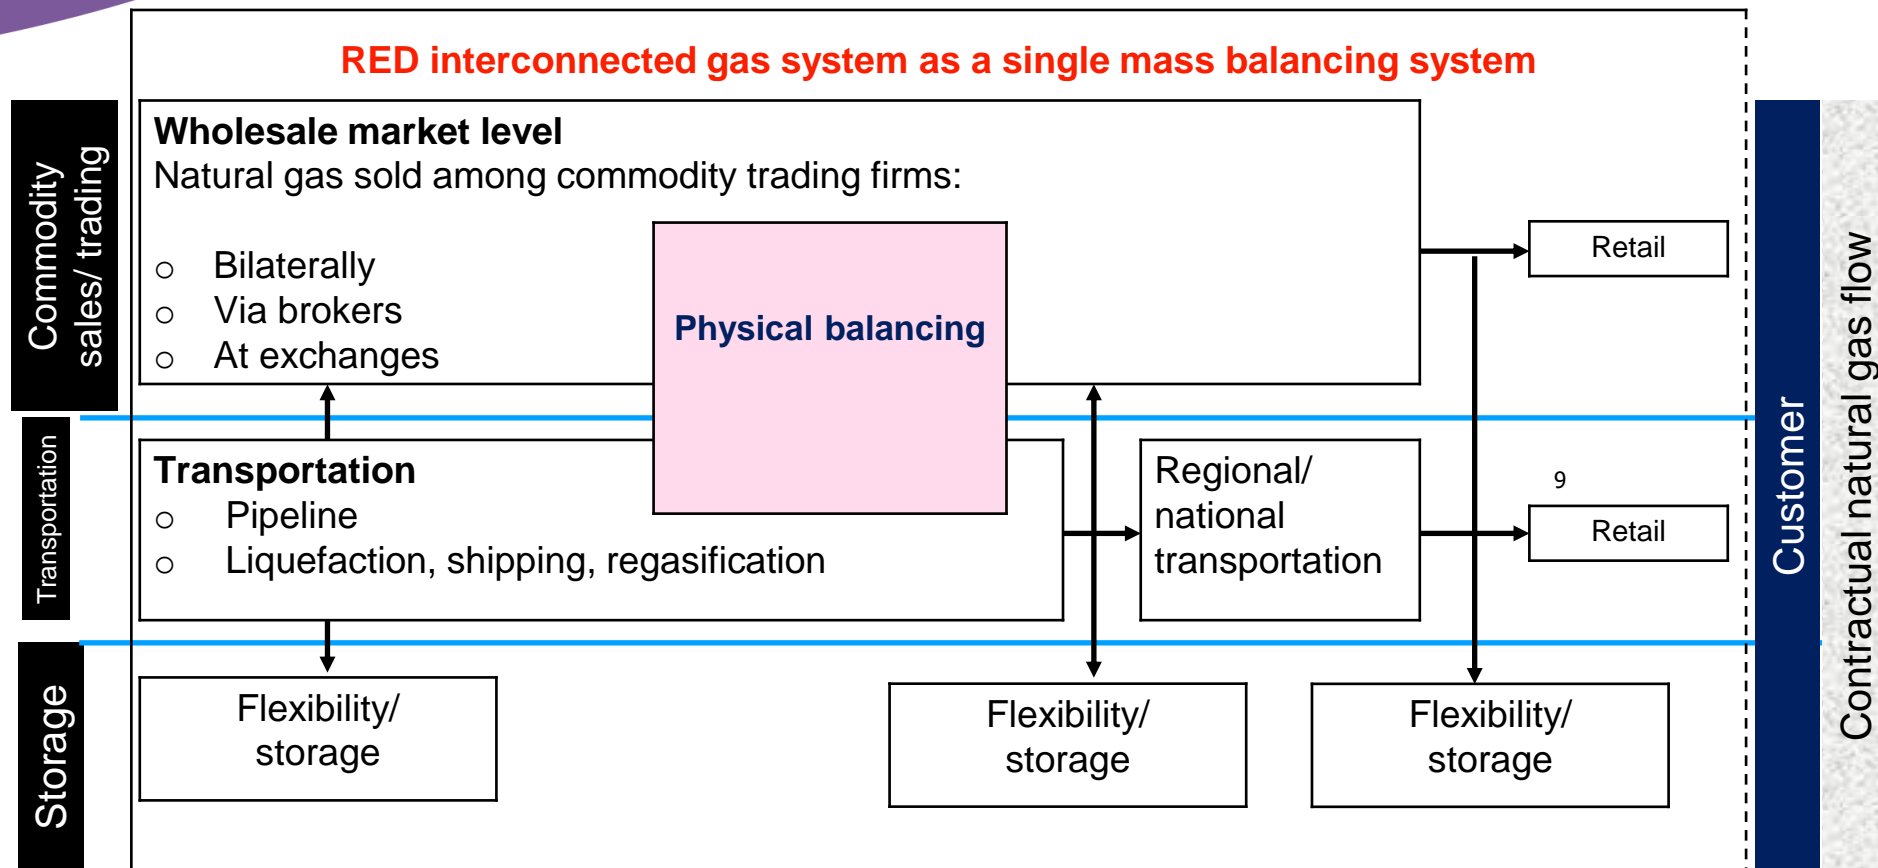 RED interconnected gas system as a single mass balancing system
Commodity
sales/ trading
Wholesale market level
Natural gas sold among commodity trading firms:
o Bilaterally
o Via brokers
o At exchanges
Physical balancing
Retail
Transportation
Transportation
o Pipeline
o Liquefaction, shipping, regasification
Regional/
national
transportation
9
Retail
Storage
Flexibility/
storage
Flexibility/
storage
Flexibility/
storage
Customer
Contractual natural gas flow